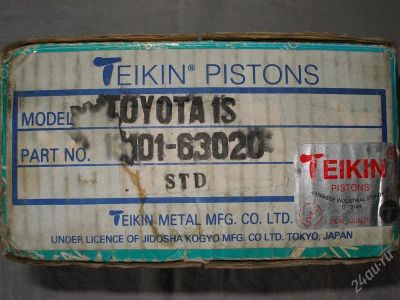 TEIKIN® PISTONS
MODEL TOYOTA 1S
PART NO. 101-63020
STD
TEIKIN METAL MFG. CO. LTD.
UNDER LICENCE OF JIDOSHA KOGYO MFG CO. LTD. TOKYO, JAPAN
TEIKIN
PISTONS
24au.ru